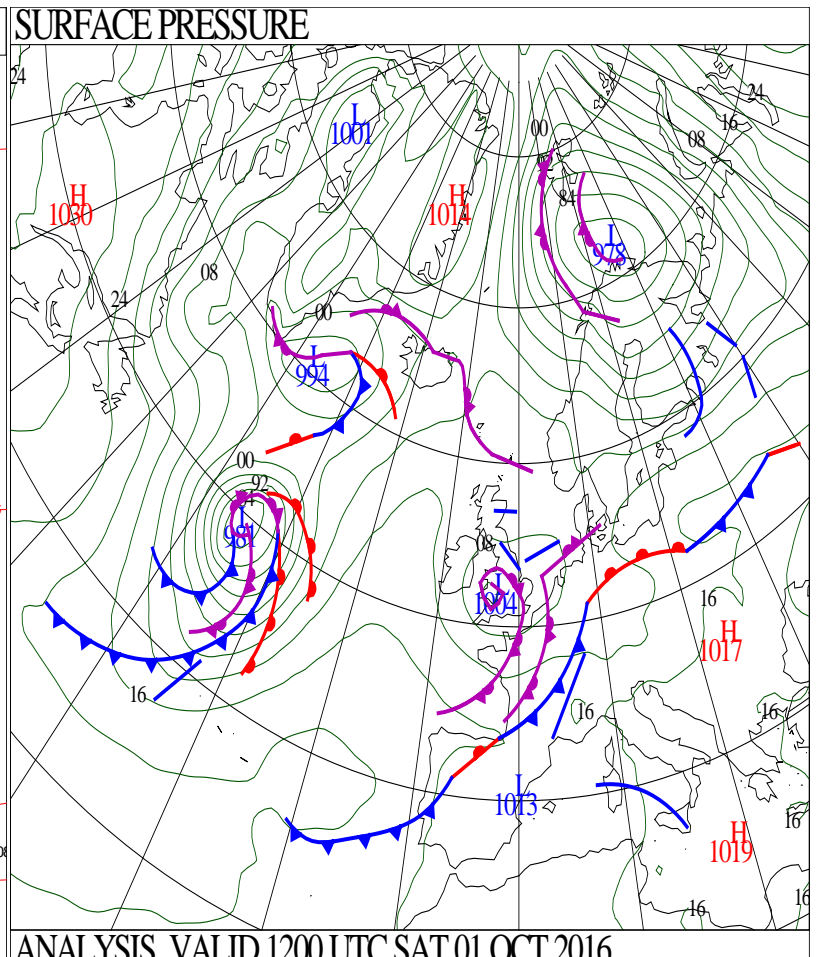 SURFACE PRESSURE
24
24
L
1001
16
00
08
H
1030
H
1014
84
L
978
08
24
00
L
994
00
92
L
981
08
L
1004
16
H
1017
16
16
16
L
1013
16
H
1019
16
16
ANALYSIS VALID 1200 UTC SAT 01 OCT 2016